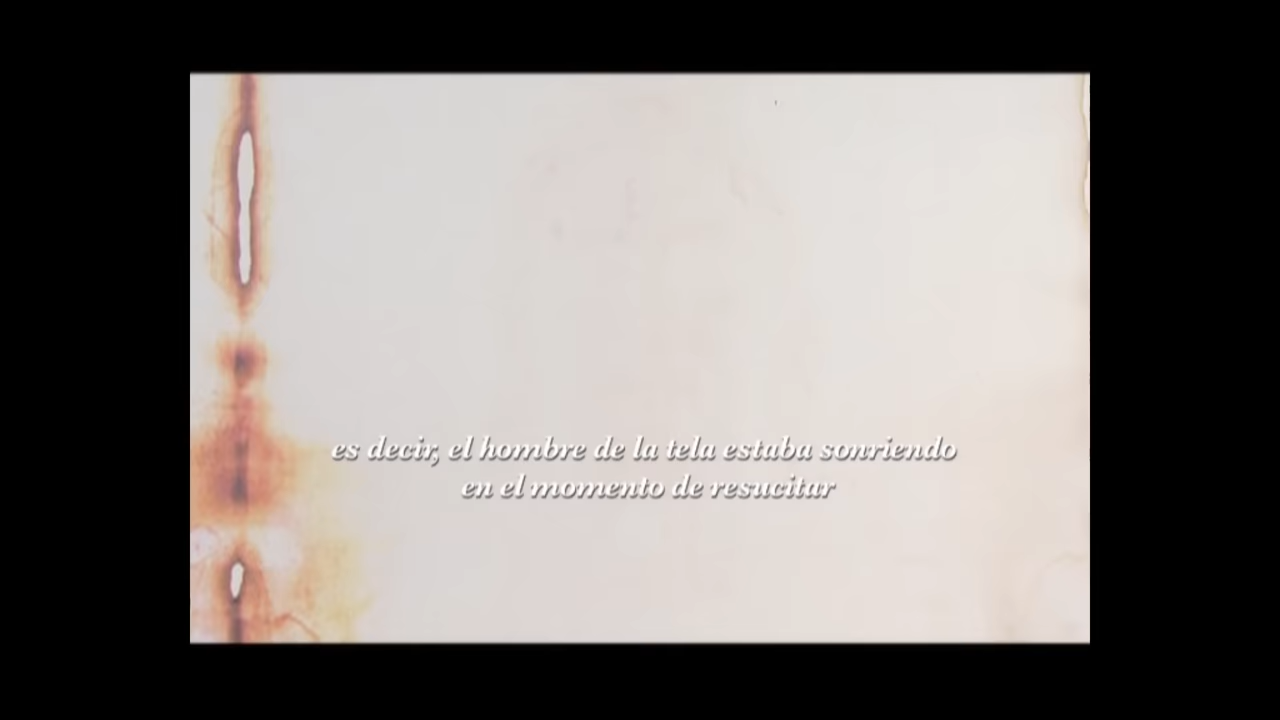 es decir, el hombre de la tela estaba sonriendo
en el momento de resucitar